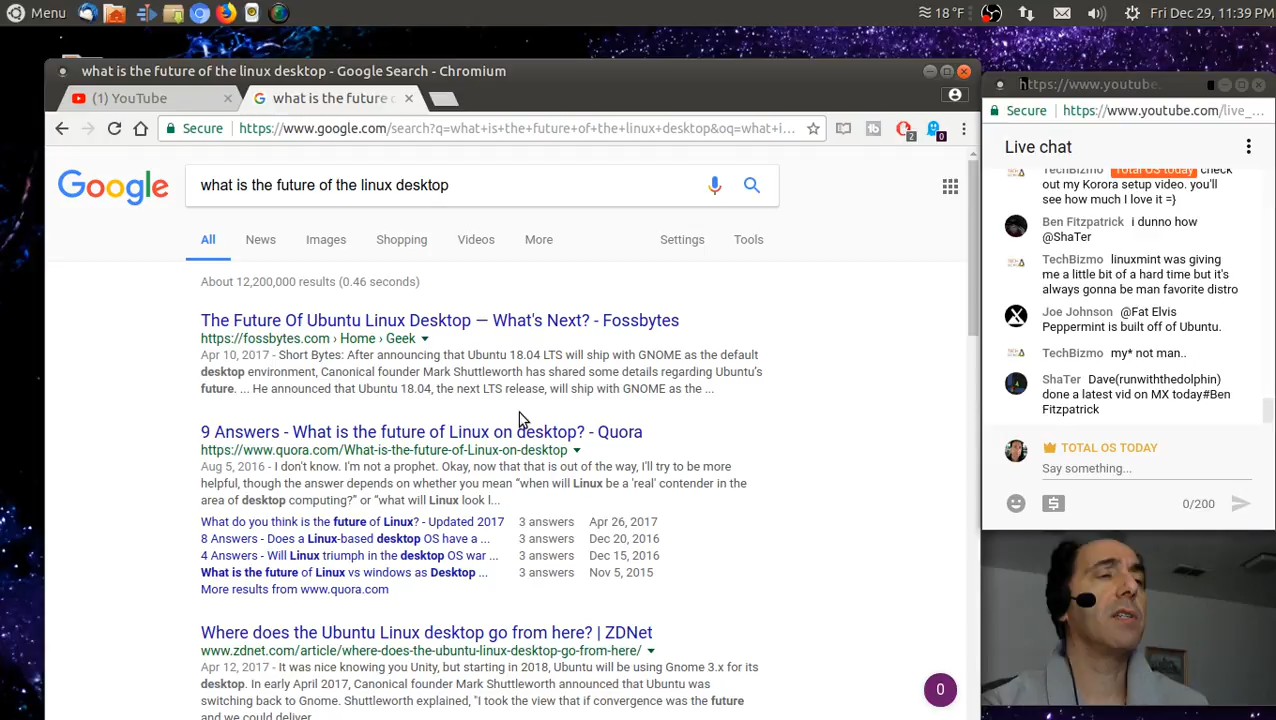 Menu
18 °F
Fri Dec 29, 11:39 PM
what is the future of the linux desktop - Google Search - Chromium
(1) YouTube
what is the future o
Secure
https://www.google.com/search?q=what+is+the+future+of+the+linux+desktop&oq=what+i...
2
0
Google
what is the future of the linux desktop
All
News
Images
Shopping
Videos
More
Settings
Tools
About 12,200,000 results (0.46 seconds)
The Future Of Ubuntu Linux Desktop — What's Next? - Fossbytes
https://fossbytes.com › Home › Geek
Apr 10, 2017 - Short Bytes: After announcing that Ubuntu 18.04 LTS will ship with GNOME as the default
desktop environment, Canonical founder Mark Shuttleworth has shared some details regarding Ubuntu's
future. ... He announced that Ubuntu 18.04, the next LTS release, will ship with GNOME as the ...
9 Answers - What is the future of Linux on desktop? - Quora
https://www.quora.com/What-is-the-future-of-Linux-on-desktop
Aug 5, 2016 - I don't know. I'm not a prophet. Okay, now that that is out of the way, I'll try to be more
helpful, though the answer depends on whether you mean “when will Linux be a 'real' contender in the
area of desktop computing?” or “what will Linux look l...
What do you think is the future of Linux? - Updated 2017
3 answers
Apr 26, 2017
8 Answers - Does a Linux-based desktop OS have a ...
3 answers
Dec 20, 2016
4 Answers - Will Linux triumph in the desktop OS war ...
3 answers
Dec 15, 2016
What is the future of Linux vs windows as Desktop ...
3 answers
Nov 5, 2015
More results from www.quora.com
Where does the Ubuntu Linux desktop go from here? | ZDNet
www.zdnet.com/article/where-does-the-ubuntu-linux-desktop-go-from-here/
Apr 12, 2017 - It was nice knowing you Unity, but starting in 2018, Ubuntu will be using Gnome 3.x for its
desktop. In early April 2017, Canonical founder Mark Shuttleworth announced that Ubuntu was
switching back to Gnome. Shuttleworth explained, "I took the view that if convergence was the future
and we could deliver
0
https://www.youtube.
Secure
https://www.youtube.com/live_...
Live chat
TechBizmo Total OS today check
out my Korora setup video. you'll
see how much I love it =}
Ben Fitzpatrick i dunno how
@ShaTer
TechBizmo linuxmint was giving
me a little bit of a hard time but it's
always gonna be man favorite distro
Joe Johnson @Fat Elvis
Peppermint is built off of Ubuntu.
TechBizmo my* not man..
ShaTer Dave(runwiththedolphin)
done a latest vid on MX today#Ben
Fitzpatrick
TOTAL OS TODAY
Say something...
0/200